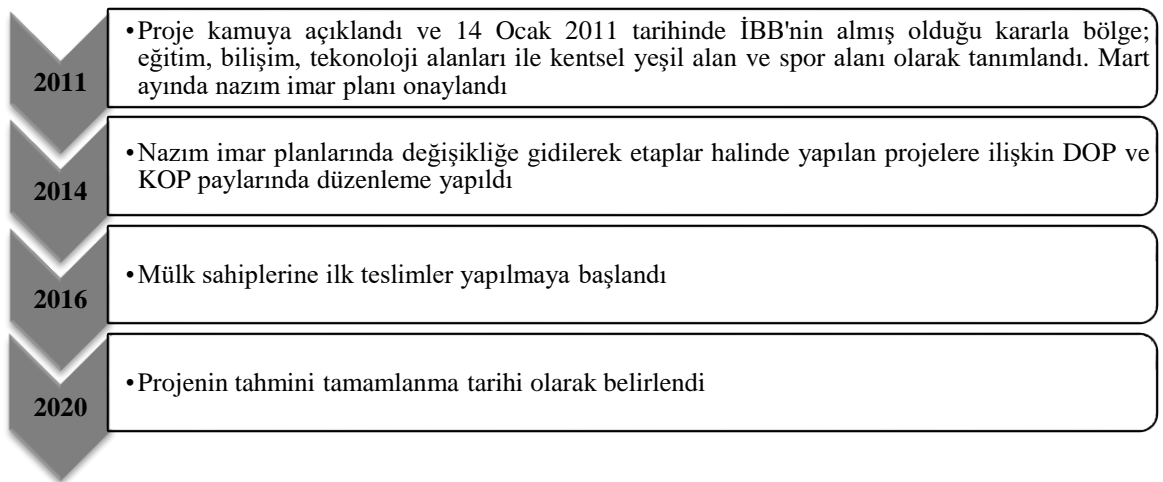 •Proje kamuya açıklandı ve 14 Ocak 2011 tarihinde İBB'nin almış olduğu kararla bölge;
eğitim, bilişim, tekonoloji alanları ile kentsel yeşil alan ve spor alanı olarak tanımlandı. Mart
ayında nazım imar planı onaylandı
2011
•Nazım imar planlarında değişikliğe gidilerek etaplar halinde yapılan projelere ilişkin DOP ve
KOP paylarında düzenleme yapıldı
2014
•Mülk sahiplerine ilk teslimler yapılmaya başlandı
2016
•Projenin tahmini tamamlanma tarihi olarak belirlendi
2020